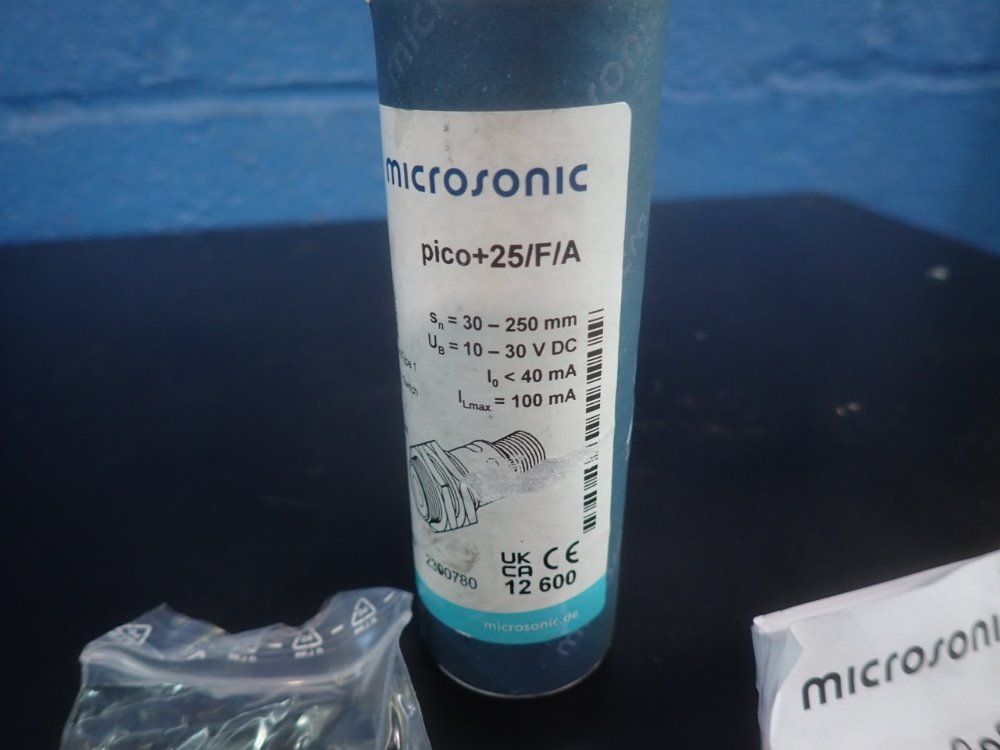 microsonic
pico+25/F/A
sn = 30 – 250 mm
UB = 10 – 30 V DC
I0 < 40 mA
ILmax = 100 mA
UK
CA CE
12 600
microsonic.de
microsonic